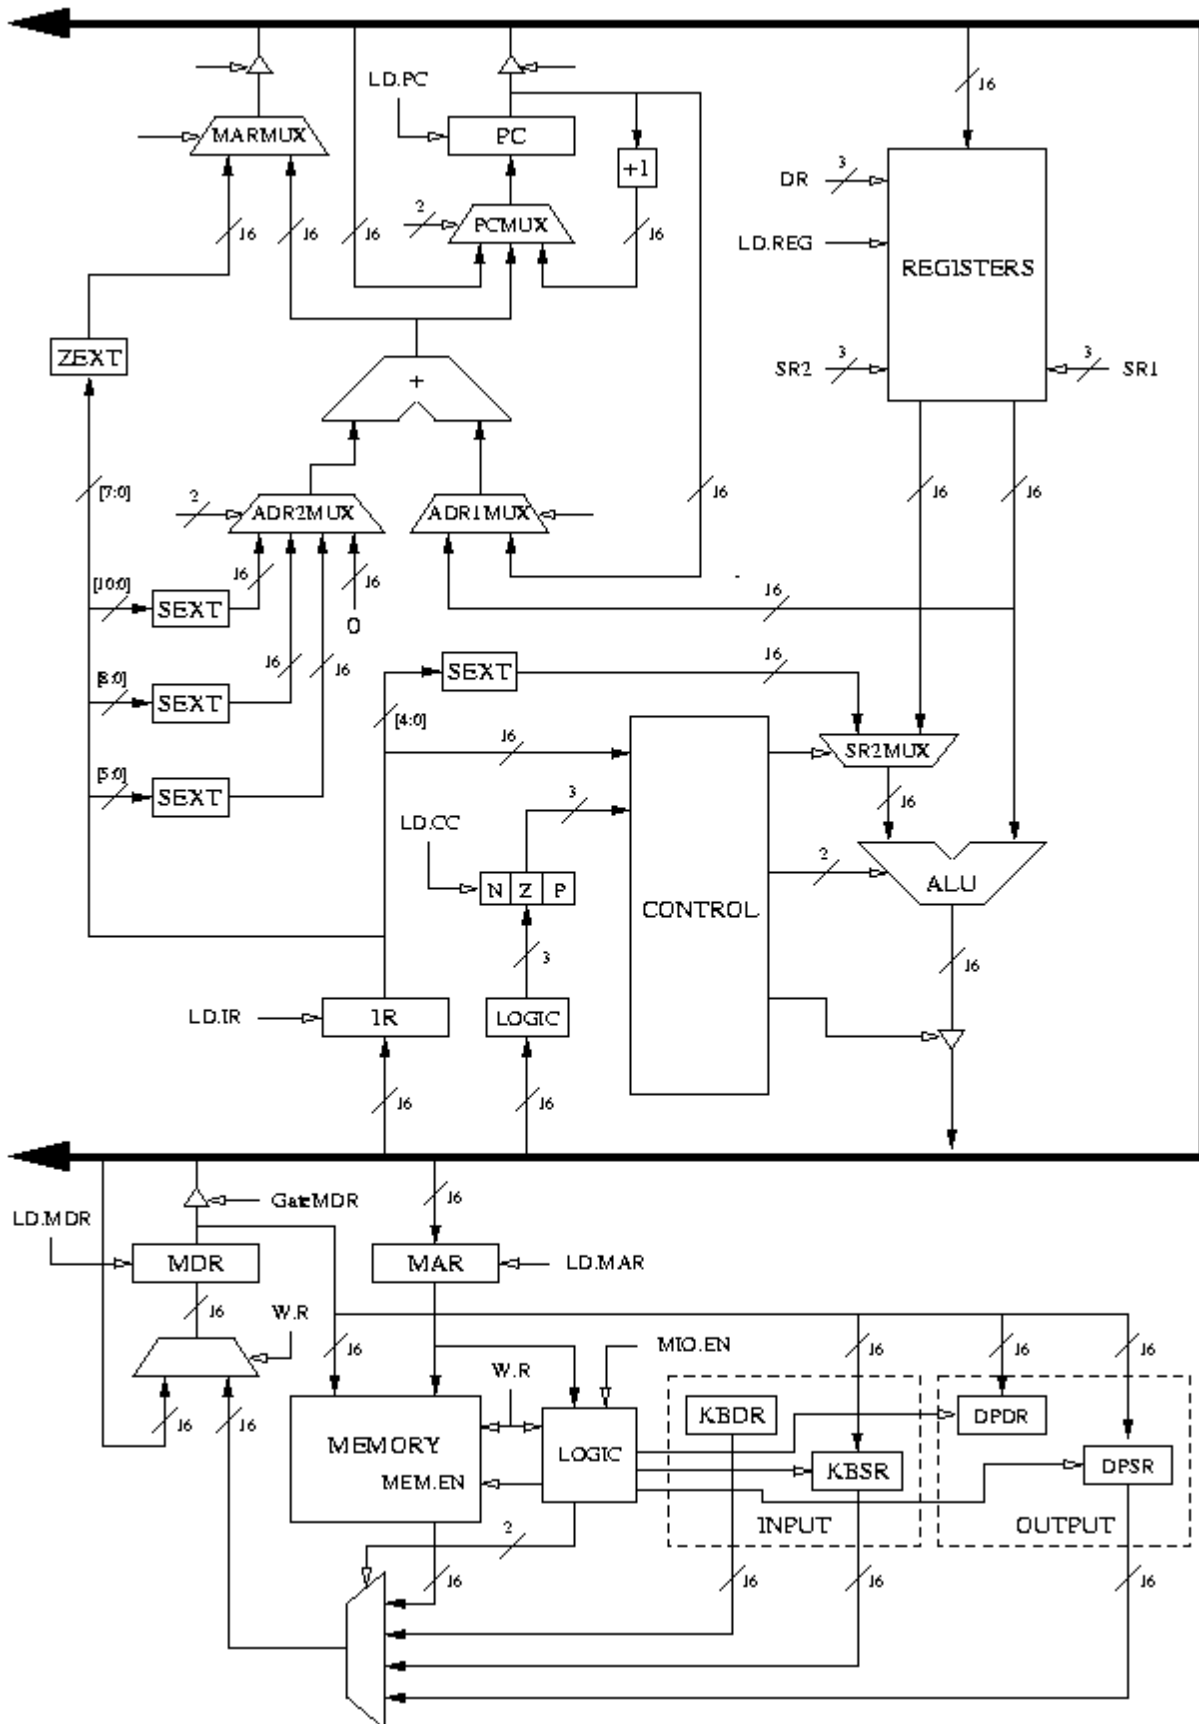 LD.PC
MARMUX
PC
+1
16
DR
3
2
16
16
16
PCMUX
16
LD.REG
REGISTERS
ZEXT
+
SR2
3
3
SR1
[7:0]
2
ADR2MUX
ADR1MUX
16
16
16
[10:0]
16
16
SEXT
0
16
16
16
SEXT
16
[8:0]
SEXT
[4:0]
16
SR2MUX
[5:0]
SEXT
3
16
LD.CC
2
N Z P
ALU
CONTROL
3
16
LD.IR
IR
LOGIC
16
16
GateMDR
16
LD.MDR
MDR
MAR
LD.MAR
16
W.R
MIO.EN
16
W.R
16
16
16
16
16
KBDR
DPDR
MEMORY
LOGIC
KBSR
DPSR
MEM.EN
INPUT
OUTPUT
2
16
16
16
16